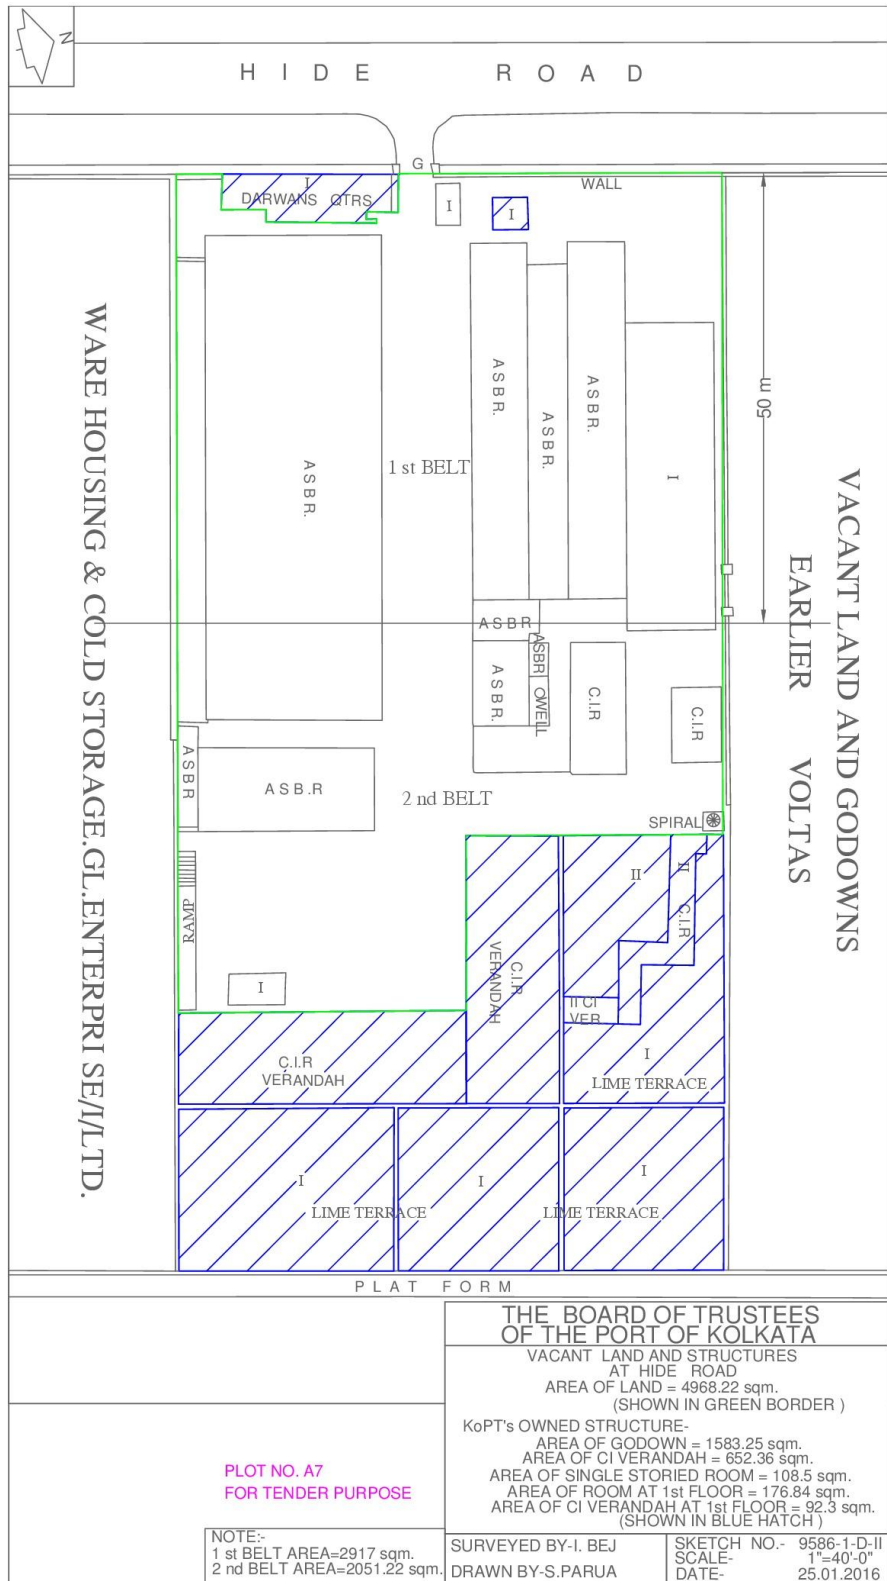 N
HIDE ROAD
G
I
DARWANS QTRS
I
I
WALL
50 m
A S B R.
1 st BELT
A S B R.
A S B R.
A S B R.
I
WARE HOUSING & COLD STORAGE.GL.ENTERPRI SE/I/LTD.
VACANT LAND AND GODOWNS
EARLIER VOLTAS
A S B R
ASBR
A S B R.
OWELL
C.I.R
C.I.R
A S B R
A S B.R
2 nd BELT
SPIRAL
RAMP
I
C.I.R
VERANDAH
II
II
C.I.R
II CI
VER
I
LIME TERRACE
C.I.R
VERANDAH
I
LIME TERRACE
I
I
LIME TERRACE
PLAT FORM
THE BOARD OF TRUSTEES
OF THE PORT OF KOLKATA
VACANT LAND AND STRUCTURES
AT HIDE ROAD
AREA OF LAND = 4968.22 sqm.
(SHOWN IN GREEN BORDER )
KoPT's OWNED STRUCTURE-
AREA OF GODOWN = 1583.25 sqm.
AREA OF CI VERANDAH = 652.36 sqm.
AREA OF SINGLE STORIED ROOM = 108.5 sqm.
AREA OF ROOM AT 1st FLOOR = 176.84 sqm.
AREA OF CI VERANDAH AT 1st FLOOR = 92.3 sqm.
(SHOWN IN BLUE HATCH )
PLOT NO. A7
FOR TENDER PURPOSE
NOTE:-
1 st BELT AREA=2917 sqm.
2 nd BELT AREA=2051.22 sqm.
SURVEYED BY-I. BEJ
DRAWN BY-S.PARUA
SKETCH NO.- 9586-1-D-II
SCALE- 1"=40'-0"
DATE- 25.01.2016